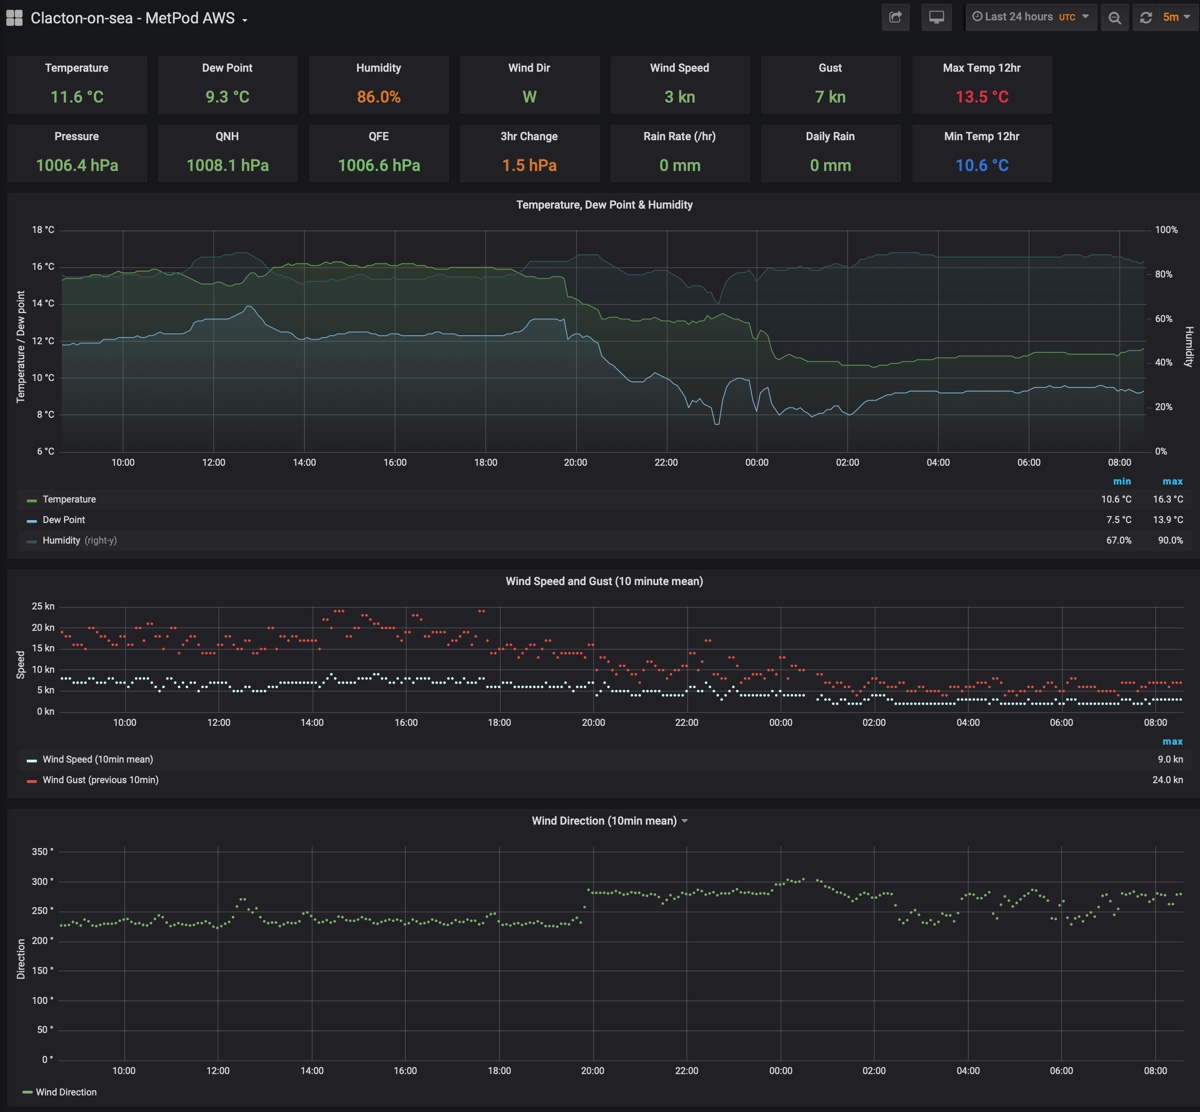 Clacton-on-sea - MetPod AWS
Last 24 hours UTC
5m
Temperature Dew Point Humidity Wind Dir Wind Speed Gust Max Temp 12hr
11.6 °C 9.3 °C 86.0% W 3 kn 7 kn 13.5 °C
Pressure QNH QFE 3hr Change Rain Rate (/hr) Daily Rain Min Temp 12hr
1006.4 hPa 1008.1 hPa 1006.6 hPa 1.5 hPa 0 mm 0 mm 10.6 °C
Temperature, Dew Point & Humidity
18 °C 100%
16 °C 80%
14 °C 60%
12 °C 40%
10 °C
8 °C 20%
6 °C 0%
Temperature / Dew point
Humidity
10:00 12:00 14:00 16:00 18:00 20:00 22:00 00:00 02:00 04:00 06:00 08:00
min max
Temperature 10.6 °C 16.3 °C
Dew Point 7.5 °C 13.9 °C
Humidity (right-y) 67.0% 90.0%
Wind Speed and Gust (10 minute mean)
25 kn
20 kn
15 kn
10 kn
5 kn
0 kn
Speed
10:00 12:00 14:00 16:00 18:00 20:00 22:00 00:00 02:00 04:00 06:00 08:00
max
Wind Speed (10min mean) 9.0 kn
Wind Gust (previous 10min) 24.0 kn
Wind Direction (10min mean)
350 °
300 °
250 °
200 °
150 °
100 °
50 °
0 °
Direction
10:00 12:00 14:00 16:00 18:00 20:00 22:00 00:00 02:00 04:00 06:00 08:00
Wind Direction